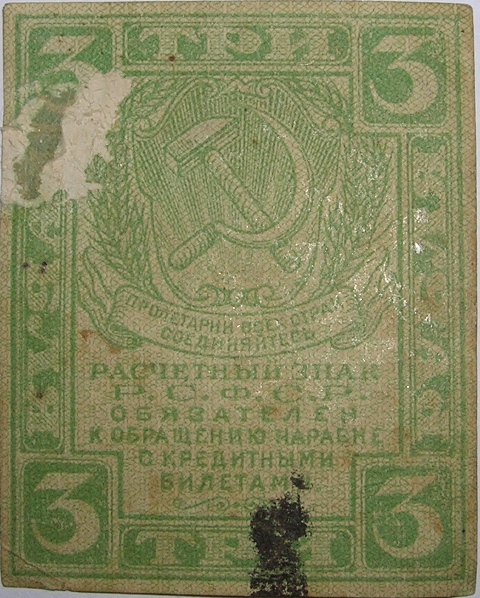 3 ТРИ 3
ПРОЛЕТАРИИ ВСЕХ СТРАН
СОЕДИНЯЙТЕСЬ
РАСЧЕТНЫЙ ЗНАК
Р.С.Ф.С.Р.
ОБЯЗАТЕЛЕН
К ОБРАЩЕНИЮ НАРАВНЕ
С КРЕДИТНЫМИ
БИЛЕТАМИ
3 ТРИ 3